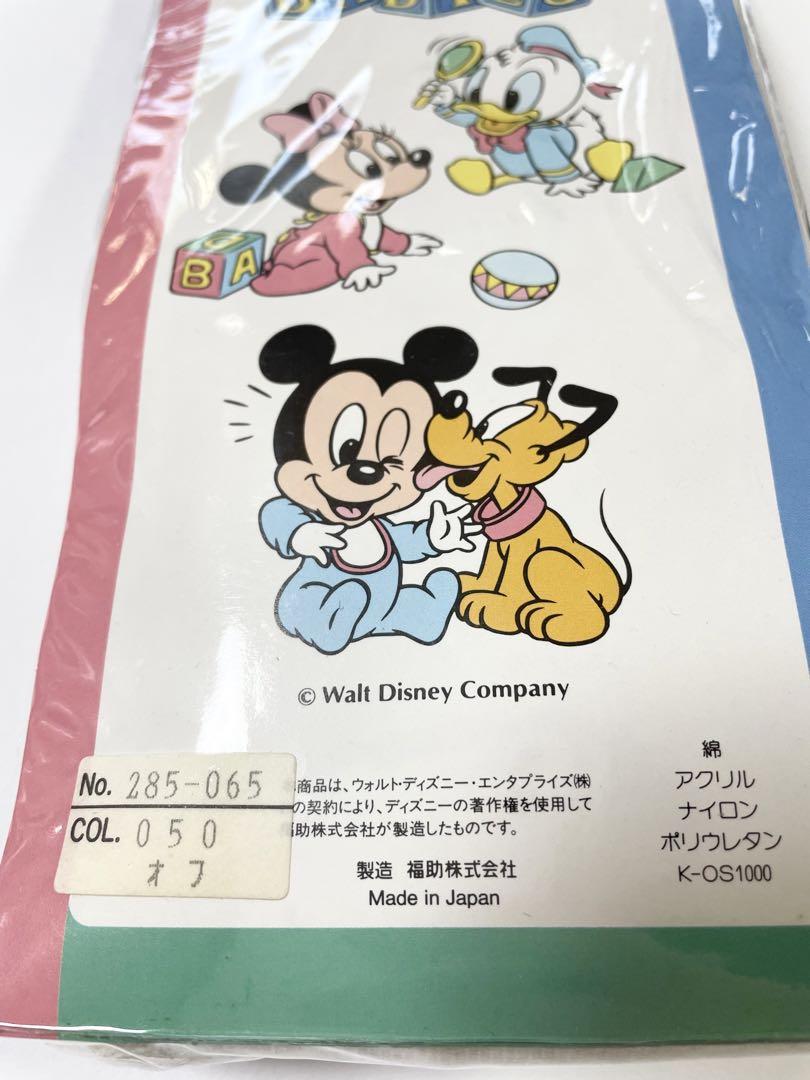 B A
© Walt Disney Company
No. 285-065
COL. 050
オフ
商品は、ウォルト・ディズニー・エンタプライズ㈱
の契約により、ディズニーの著作権を使用して
助株式会社が製造したものです。
製造 福助株式会社
Made in Japan
綿
アクリル
ナイロン
ポリウレタン
K-OS1000